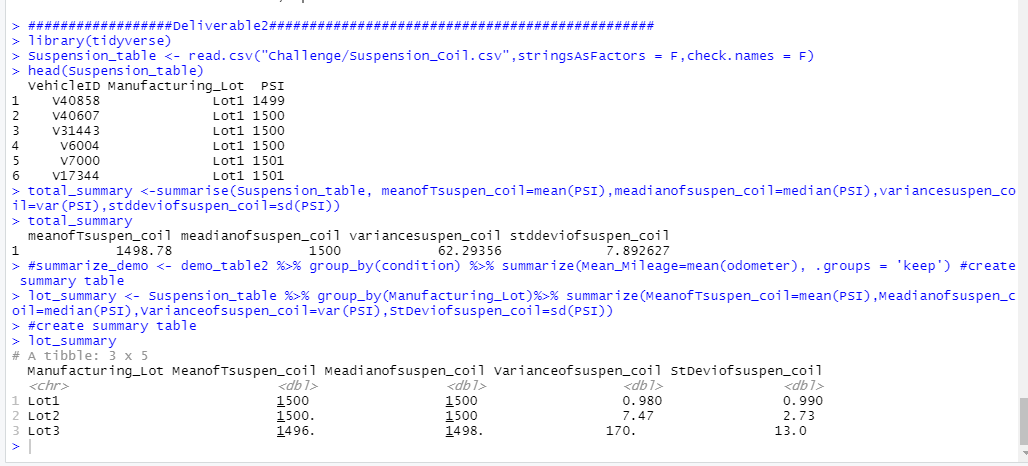 > ##################Deliverable2################################################
> library(tidyverse)
> Suspension_table <- read.csv("Challenge/Suspension_Coil.csv",stringsAsFactors = F,check.names = F)
> head(Suspension_table)
VehicleID Manufacturing_Lot PSI
1 V40858 Lot1 1499
2 V40607 Lot1 1500
3 V31443 Lot1 1500
4 V6004 Lot1 1500
5 V7000 Lot1 1501
6 V17344 Lot1 1501
> total_summary <-summarise(Suspension_table, meanofTsuspen_coil=mean(PSI),meadianofsuspen_coil=median(PSI),variancesuspen_co
il=var(PSI),stddeviofsuspen_coil=sd(PSI))
> total_summary
meanofTsuspen_coil meadianofsuspen_coil variancesuspen_coil stddeviofsuspen_coil
1 1498.78 1500 62.29356 7.892627
> #summarize_demo <- demo_table2 %>% group_by(condition) %>% summarize(Mean_Mileage=mean(odometer), .groups = 'keep') #create
summary table
> lot_summary <- Suspension_table %>% group_by(Manufacturing_Lot)%>% summarize(MeanofTsuspen_coil=mean(PSI),Meadianofsuspen_c
oil=median(PSI),Varianceofsuspen_coil=var(PSI),StDeviofsuspen_coil=sd(PSI))
> #create summary table
> lot_summary
# A tibble: 3 x 5
Manufacturing_Lot MeanofTsuspen_coil Meadianofsuspen_coil Varianceofsuspen_coil StDeviofsuspen_coil
<chr> <dbl> <dbl> <dbl> <dbl>
1 Lot1 1500 1500 0.980 0.990
2 Lot2 1500. 1500 7.47 2.73
3 Lot3 1496. 1498. 170. 13.0
>